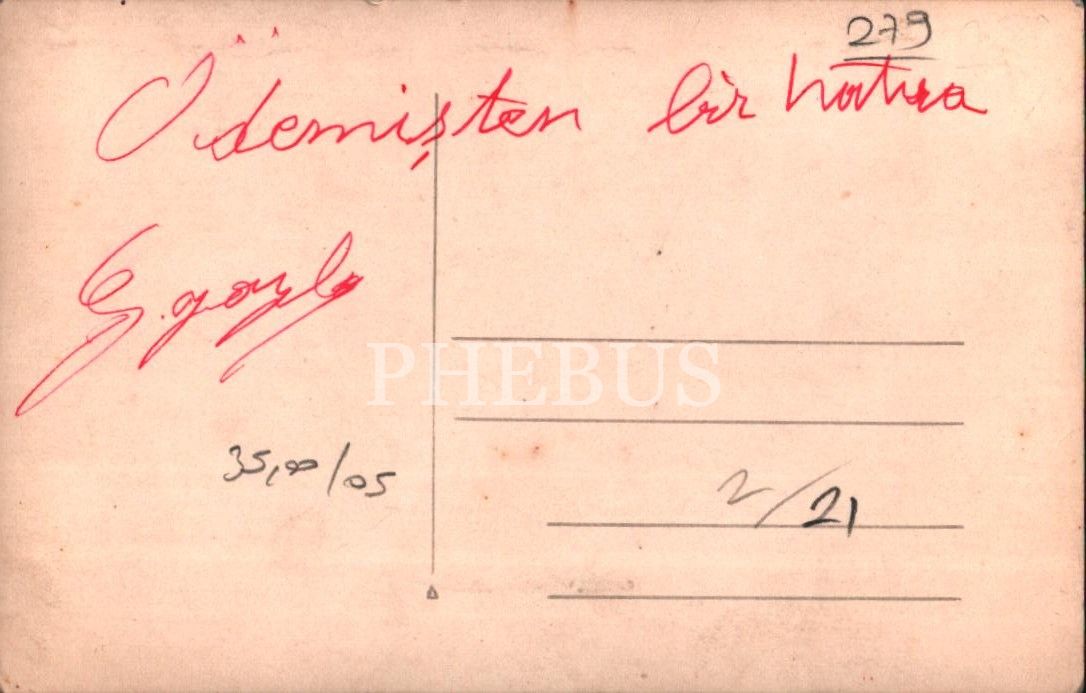 279
Ödemişten bir hatıra
PHEBUS
35,00/05
2/21